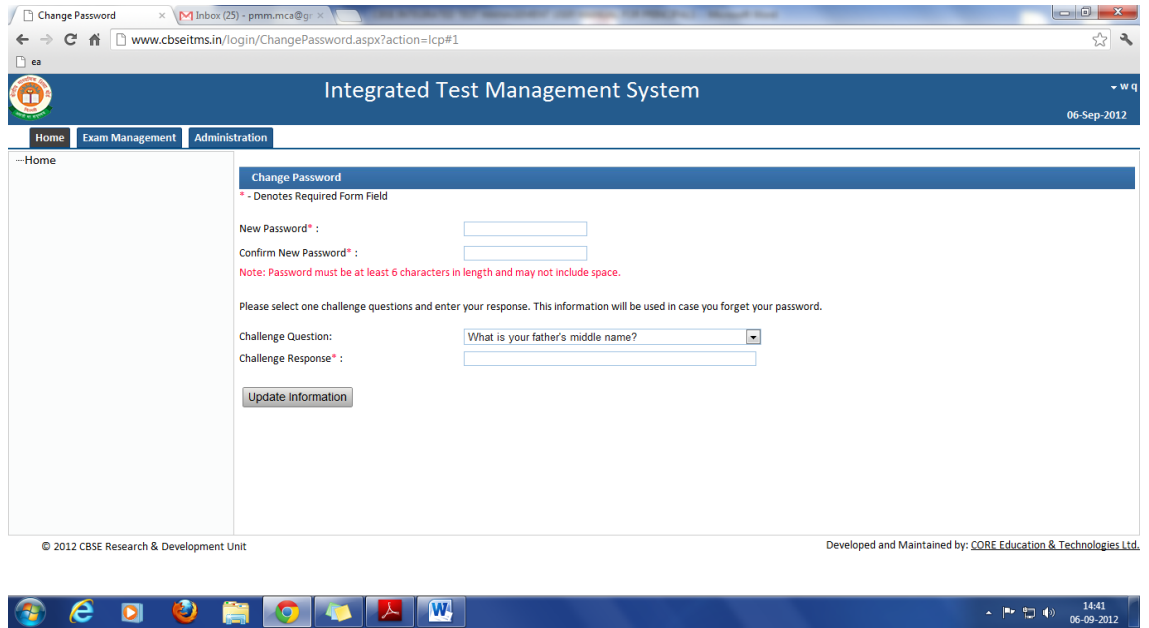 Change Password
Inbox (25) - pmm.mca@gr
www.cbseitms.in/login/ChangePassword.aspx?action=lcp#1
ea
Integrated Test Management System
w q
06-Sep-2012
Home Exam Management Administration
Home
Change Password
* - Denotes Required Form Field
New Password* :
Confirm New Password* :
Note: Password must be at least 6 characters in length and may not include space.
Please select one challenge questions and enter your response. This information will be used in case you forget your password.
Challenge Question: What is your father's middle name?
Challenge Response* :
Update Information
© 2012 CBSE Research & Development Unit Developed and Maintained by: CORE Education & Technologies Ltd.
14:41
06-09-2012